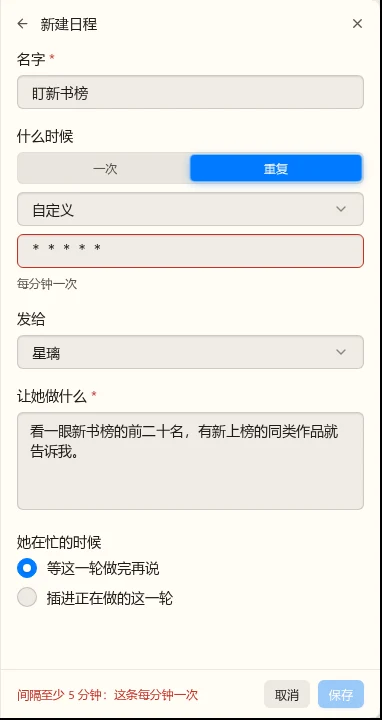 新建日程
名字 *
盯新书榜
什么时候
一次 重复
自定义
* * * * *
每分钟一次
发给
星璃
让她做什么 *
看一眼新书榜的前二十名，有新上榜的同类作品就
告诉我。
她在忙的时候
等这一轮做完再说
插进正在做的这一轮
间隔至少 5 分钟：这条每分钟一次 取消 保存